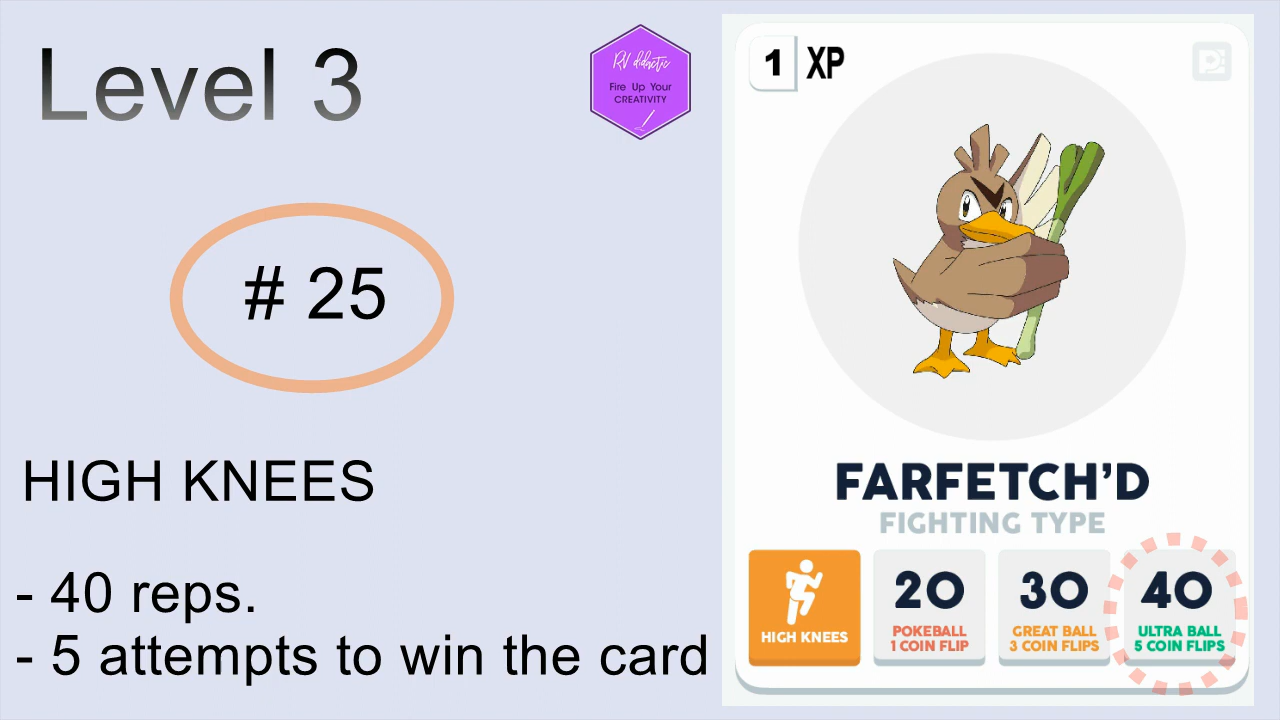 Level 3
RV didactic
Fire Up Your
CREATIVITY
# 25
HIGH KNEES
- 40 reps.
- 5 attempts to win the card
1 XP
FARFETCH'D
FIGHTING TYPE
HIGH KNEES
20
POKEBALL
1 COIN FLIP
30
GREAT BALL
3 COIN FLIPS
40
ULTRA BALL
5 COIN FLIPS